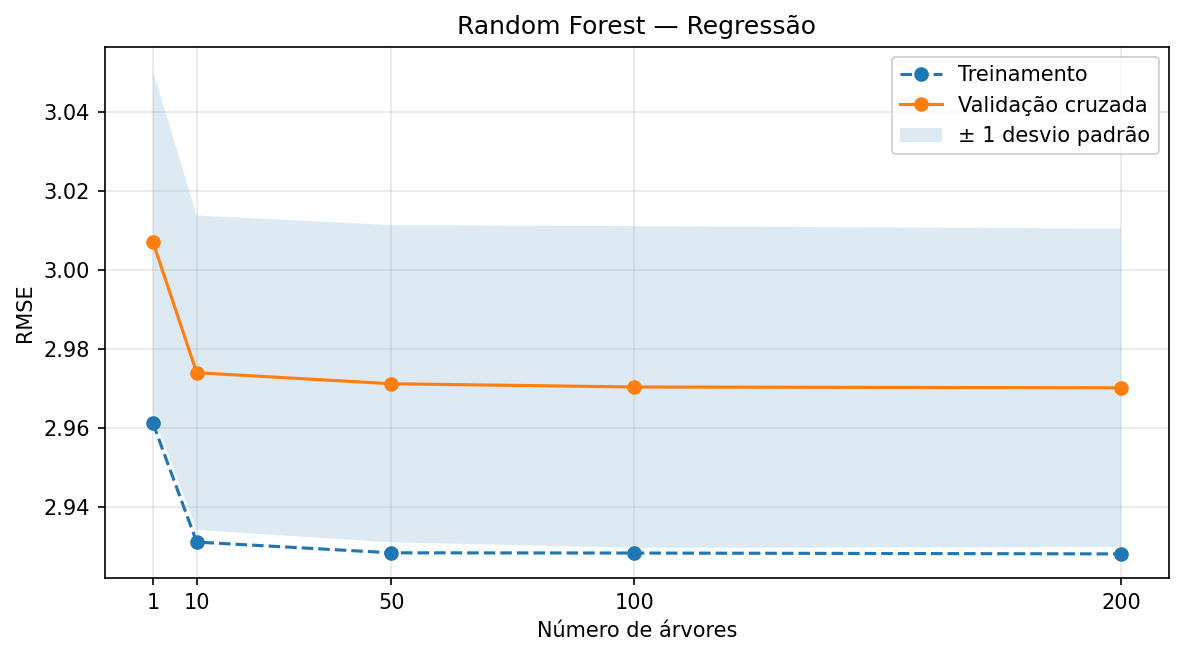 Random Forest — Regressão
Treinamento
Validação cruzada
± 1 desvio padrão
RMSE
3.04
3.02
3.00
2.98
2.96
2.94
1 10 50 100 200
Número de árvores